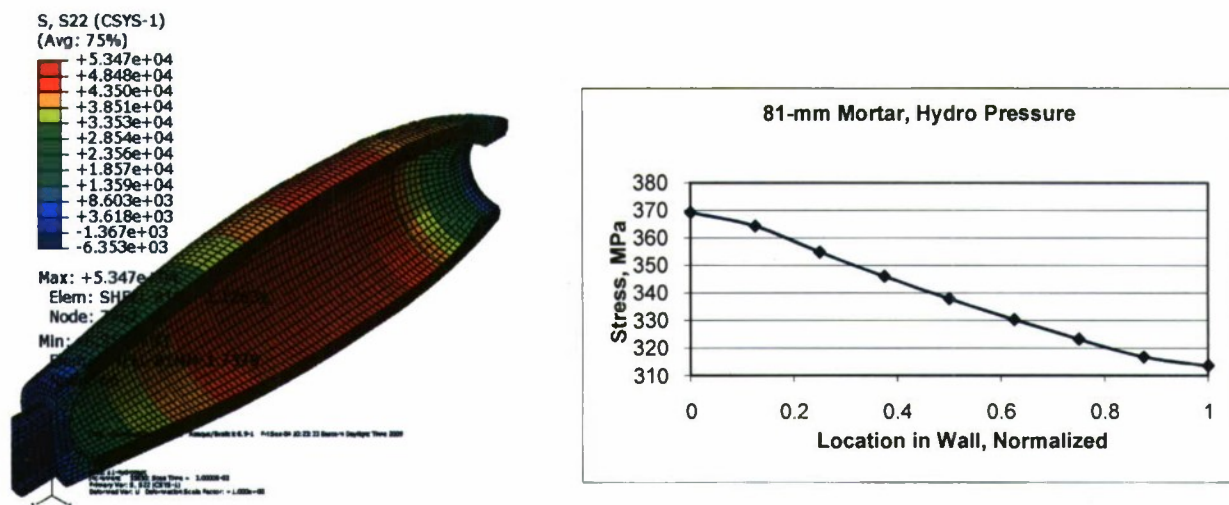 S, S22 (CSYS-1)
(Avg: 75%)
+5.347e+04
+4.848e+04
+4.350e+04
+3.851e+04
+3.353e+04
+2.854e+04
+2.356e+04
+1.857e+04
+1.359e+04
+8.603e+03
+3.618e+03
-1.367e+03
-6.353e+03
Max: +5.347e
Elem:
Node:
Min:
81-mm Mortar, Hydro Pressure
Stress, MPa
380
370
360
350
340
330
320
310
0 0.2 0.4 0.6 0.8 1
Location in Wall, Normalized